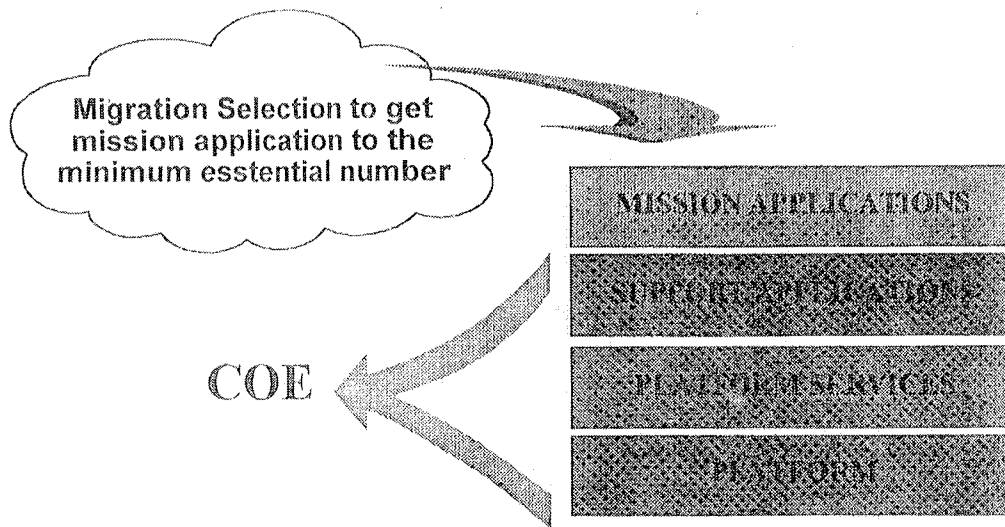 Migration Selection to get
mission application to the
minimum esstential number
MISSION APPLICATIONS
SUPPORT APPLICATIONS
COE
PLATFORM SERVICES
PLATFORM